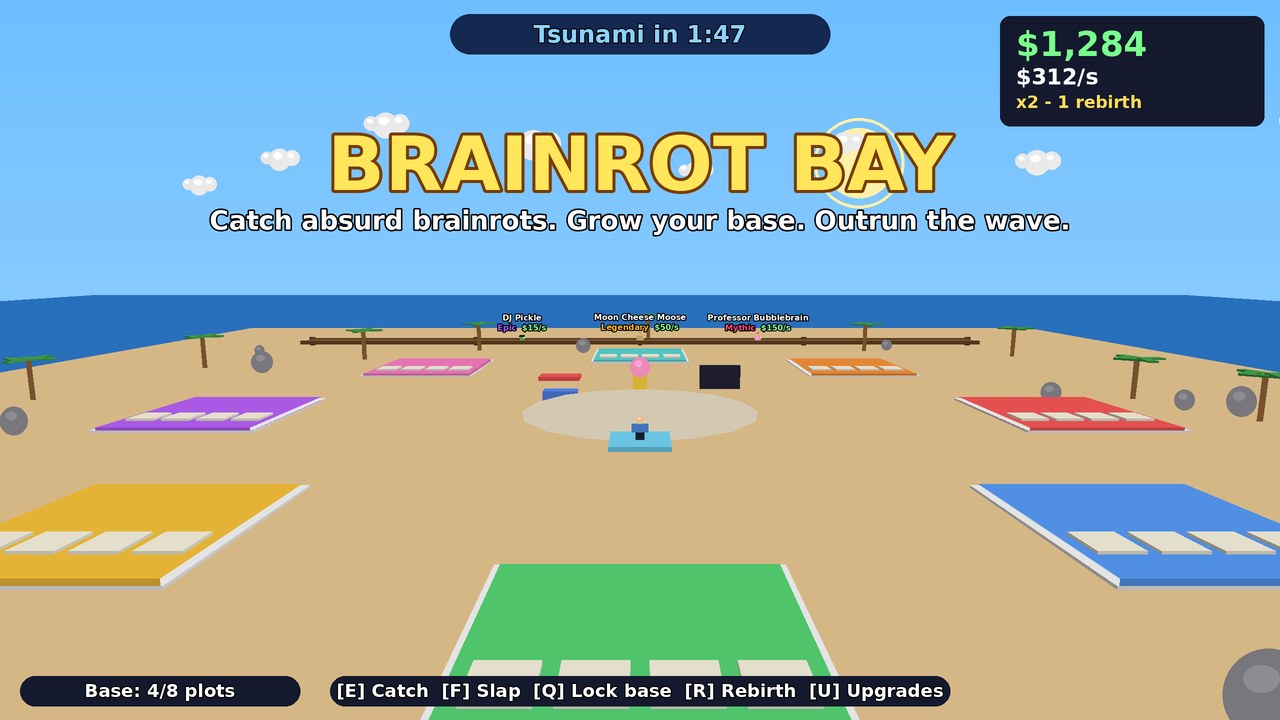 Tsunami in 1:47
$1,284
$312/s
x2 - 1 rebirth
BRAINROT BAY
Catch absurd brainrots. Grow your base. Outrun the wave.
DJ Pickle
Epic $15/s
Moon Cheese Moose
Legendary $50/s
Professor Bubblebrain
Mythic $150/s
Base: 4/8 plots
[E] Catch [F] Slap [Q] Lock base [R] Rebirth [U] Upgrades